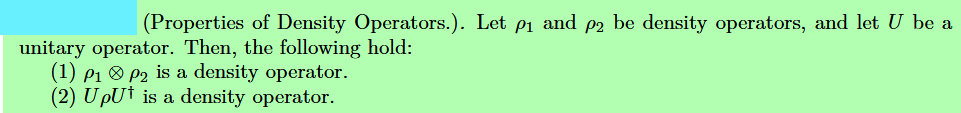 (Properties of Density Operators.). Let ρ₁ and ρ₂ be density operators, and let U be a
unitary operator. Then, the following hold:
(1) ρ₁ ⊗ ρ₂ is a density operator.
(2) UρU† is a density operator.